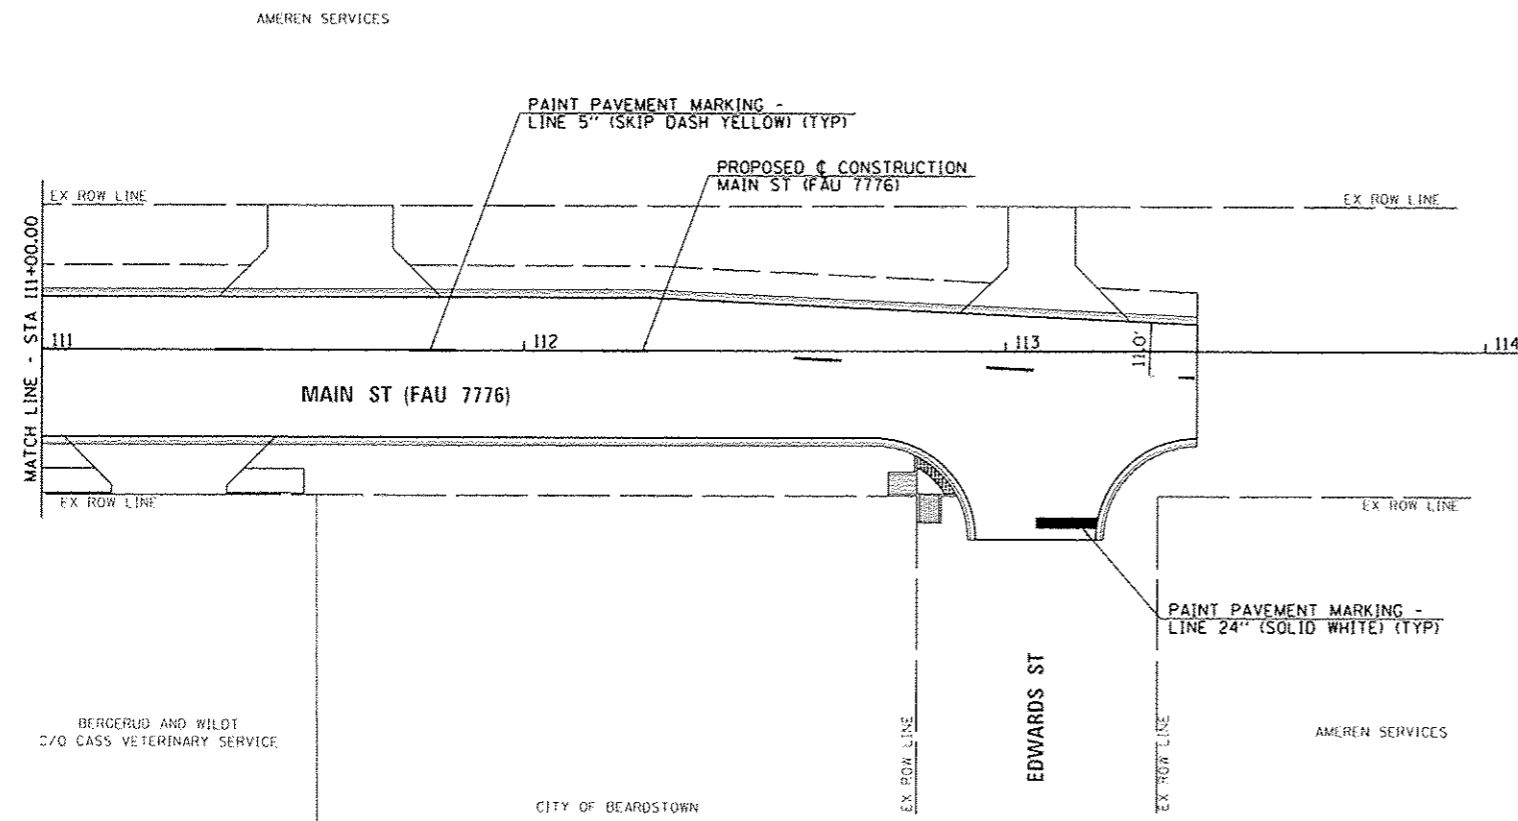 AMEREN SERVICES
PAINT PAVEMENT MARKING -
LINE 5" (SKIP DASH YELLOW) (TYP)
PROPOSED ℄ CONSTRUCTION
MAIN ST (FAU 7776)
EX ROW LINE
EX ROW LINE
MATCH LINE - STA 111+00.00
111
112
113
114
11.0'
MAIN ST (FAU 7776)
EX ROW LINE
EX ROW LINE
PAINT PAVEMENT MARKING -
LINE 24" (SOLID WHITE) (TYP)
EDWARDS ST
EX ROW LINE
EX ROW LINE
BERGERUD AND WILDT
C/O CASS VETERINARY SERVICE
AMEREN SERVICES
CITY OF BEARDSTOWN